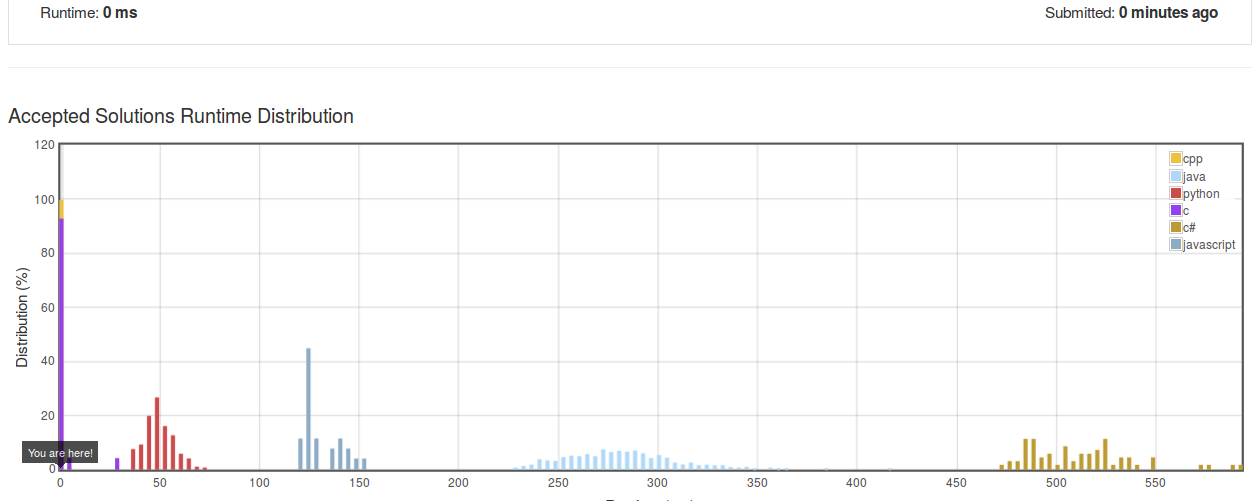 Runtime: 0 ms
Submitted: 0 minutes ago
Accepted Solutions Runtime Distribution
Distribution (%)
120
100
80
60
40
20
0
cpp
java
python
c
c#
javascript
You are here!
0
50
100
150
200
250
300
350
400
450
500
550